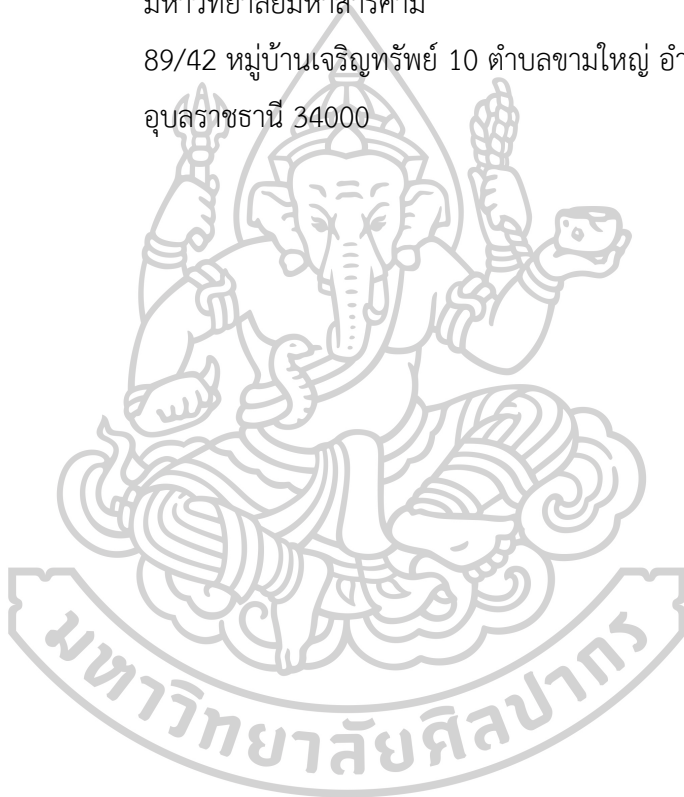 มหาวิทยาลัยมหาสารคาม
89/42 หมู่บ้านเจริญทรัพย์ 10 ตำบลขามใหญ่
อุบลราชธานี 34000
มหาวิทยาลัยศิลปากร